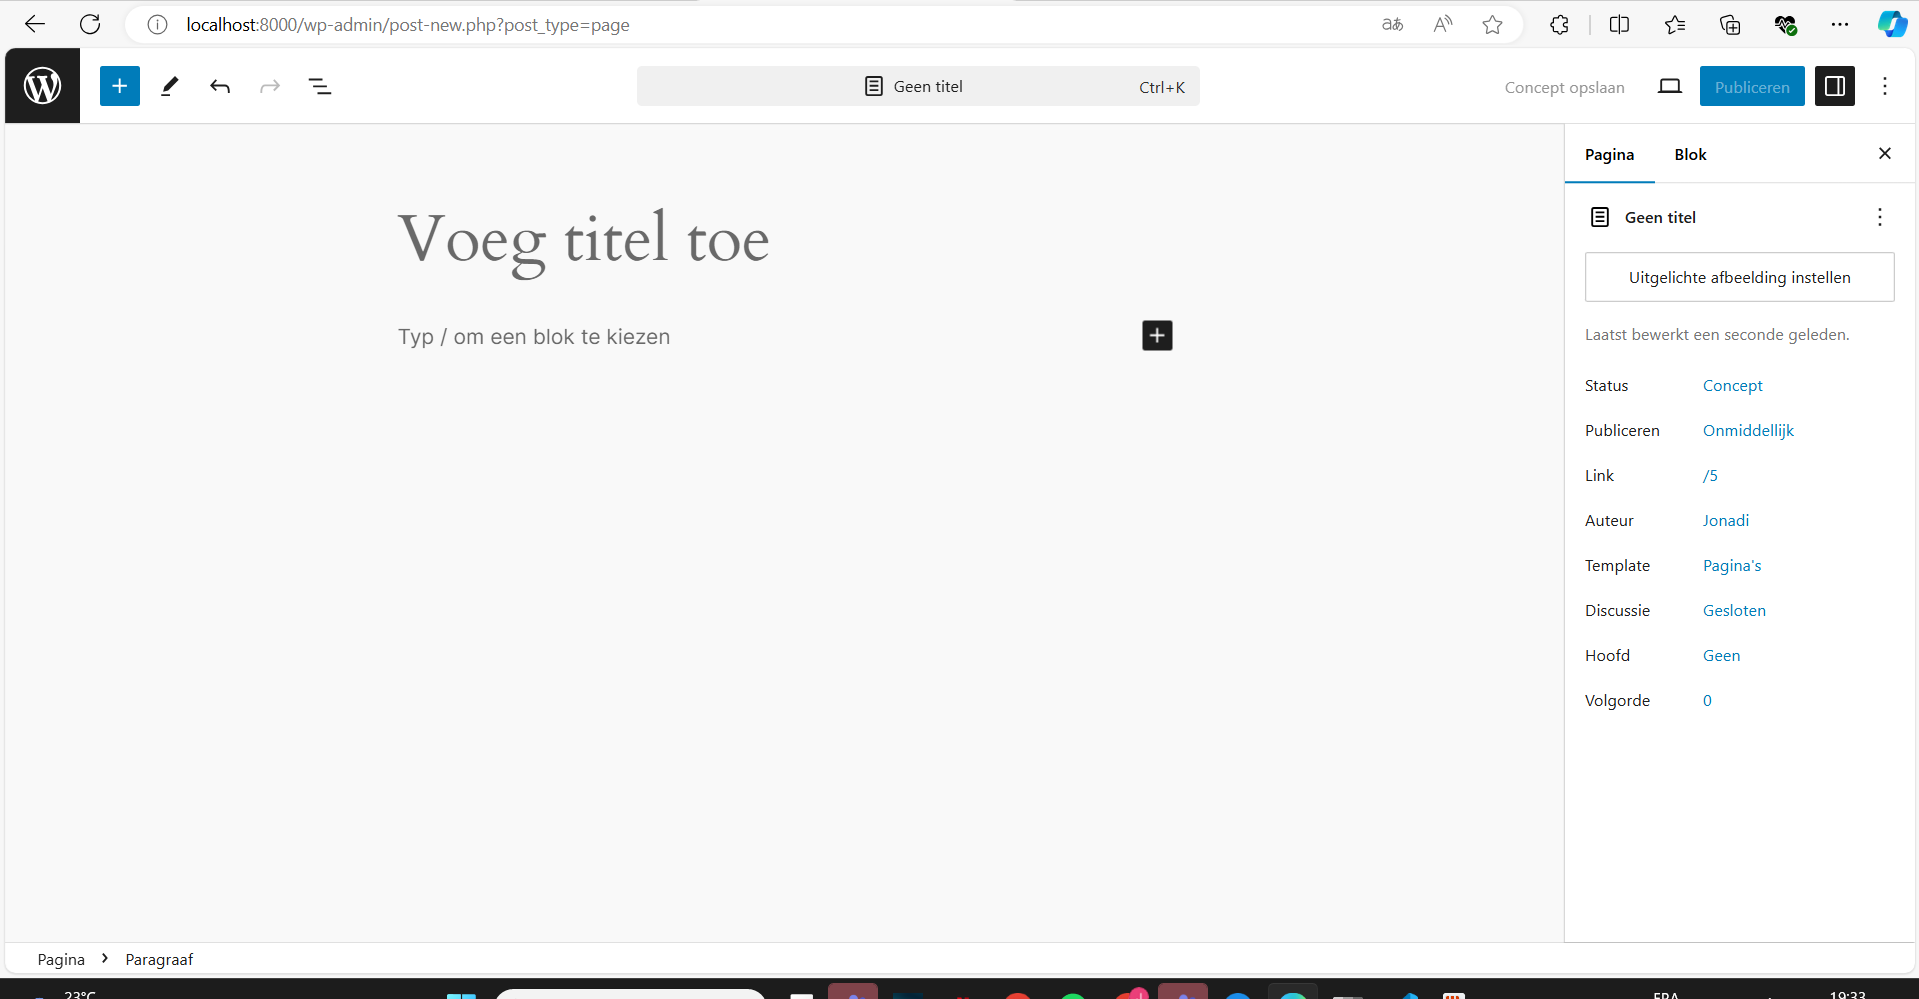 localhost:8000/wp-admin/post-new.php?post_type=page
Geen titel
Ctrl+K
Concept opslaan
Publiceren
Voeg titel toe
Typ / om een blok te kiezen
Pagina
Blok
Geen titel
Uitgelichte afbeelding instellen
Laatst bewerkt een seconde geleden.
Status Concept
Publiceren Onmiddellijk
Link /5
Auteur Jonadi
Template Pagina's
Discussie Gesloten
Hoofd Geen
Volgorde 0
Pagina > Paragraaf
23°C
FRA
19:33